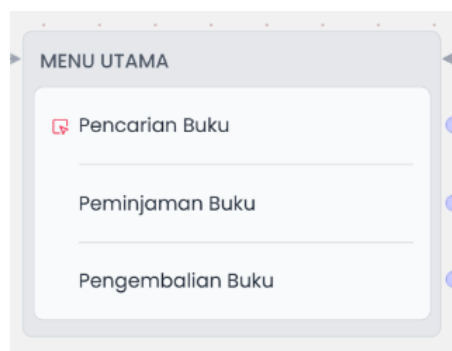 MENU UTAMA
Pencarian Buku
Peminjaman Buku
Pengembalian Buku